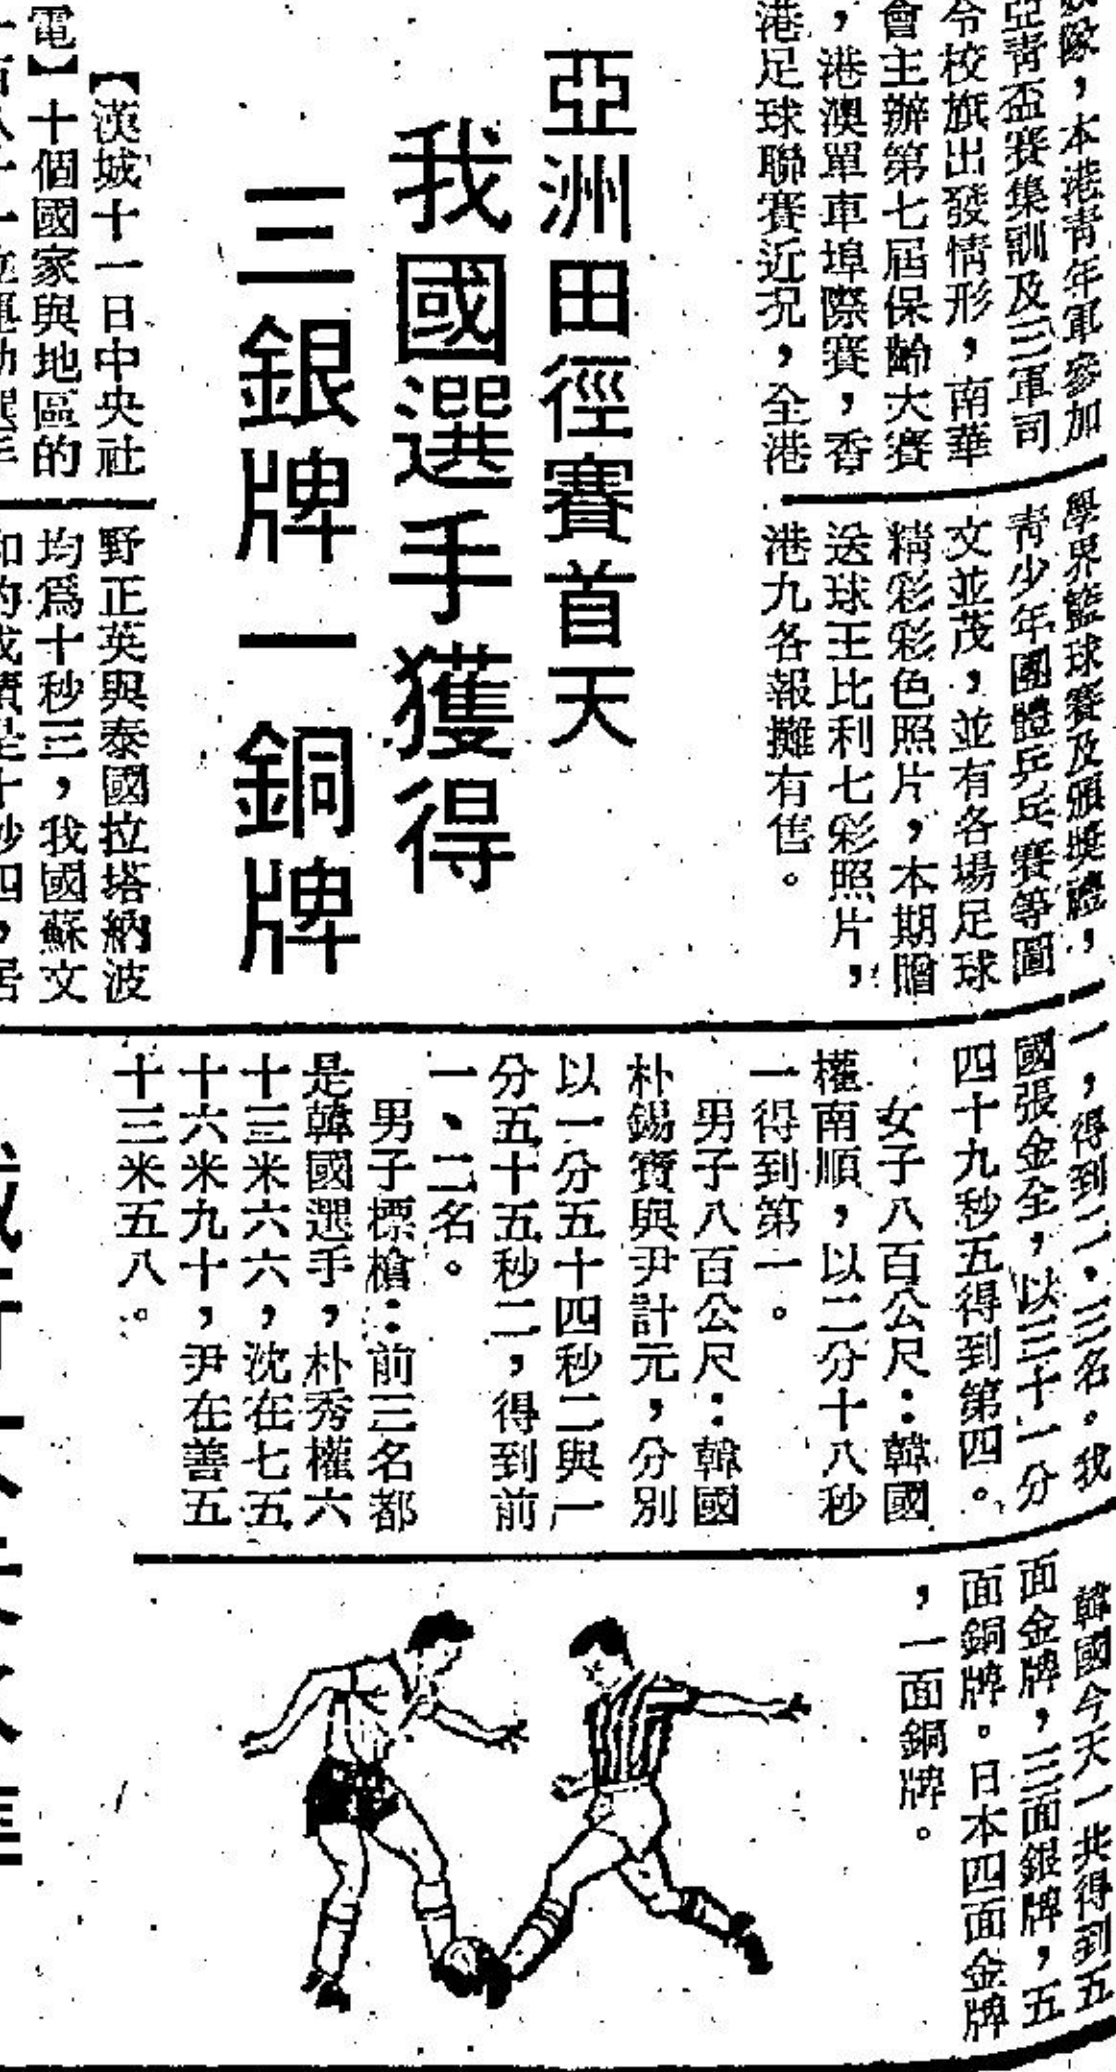 隊，本港青年軍參加
亞青盃賽集訓及三軍司
令校旗出發情形，南華
會主辦第七屆保齡大賽
，港澳單車埠際賽，香
港足球聯賽近況，全港
學界籃球賽及頒獎禮，
青少年團體乒乓賽等圖
文並茂，並有各場足球
精彩彩色照片，本期贈
送球王比利七彩照片，
港九各報攤有售。
亞洲田徑賽首天
我國選手獲得
三銀牌一銅牌
【漢城十一日中央社
電】十個國家與地區的
野正英與泰國拉塔納波
均爲十秒三，我國蘇文
和的成績是十秒四，居
一，得到二、三名。我
國張金全，以三十一分
四十九秒五得到第四。
女子八百公尺：韓國
權南順，以二分十八秒
一得到第一。
男子八百公尺：韓國
朴錫寶與尹計元，分別
以一分五十四秒二與一
分五十五秒二，得到前
一、二名。
男子標槍：前三名都
是韓國選手，朴秀權六
十三米六六，沈在七五
十六米九十，尹在善五
十三米五八。
韓國今天一共得到五
面金牌，三面銀牌，五
面銅牌。日本四面金牌
，一面銅牌。